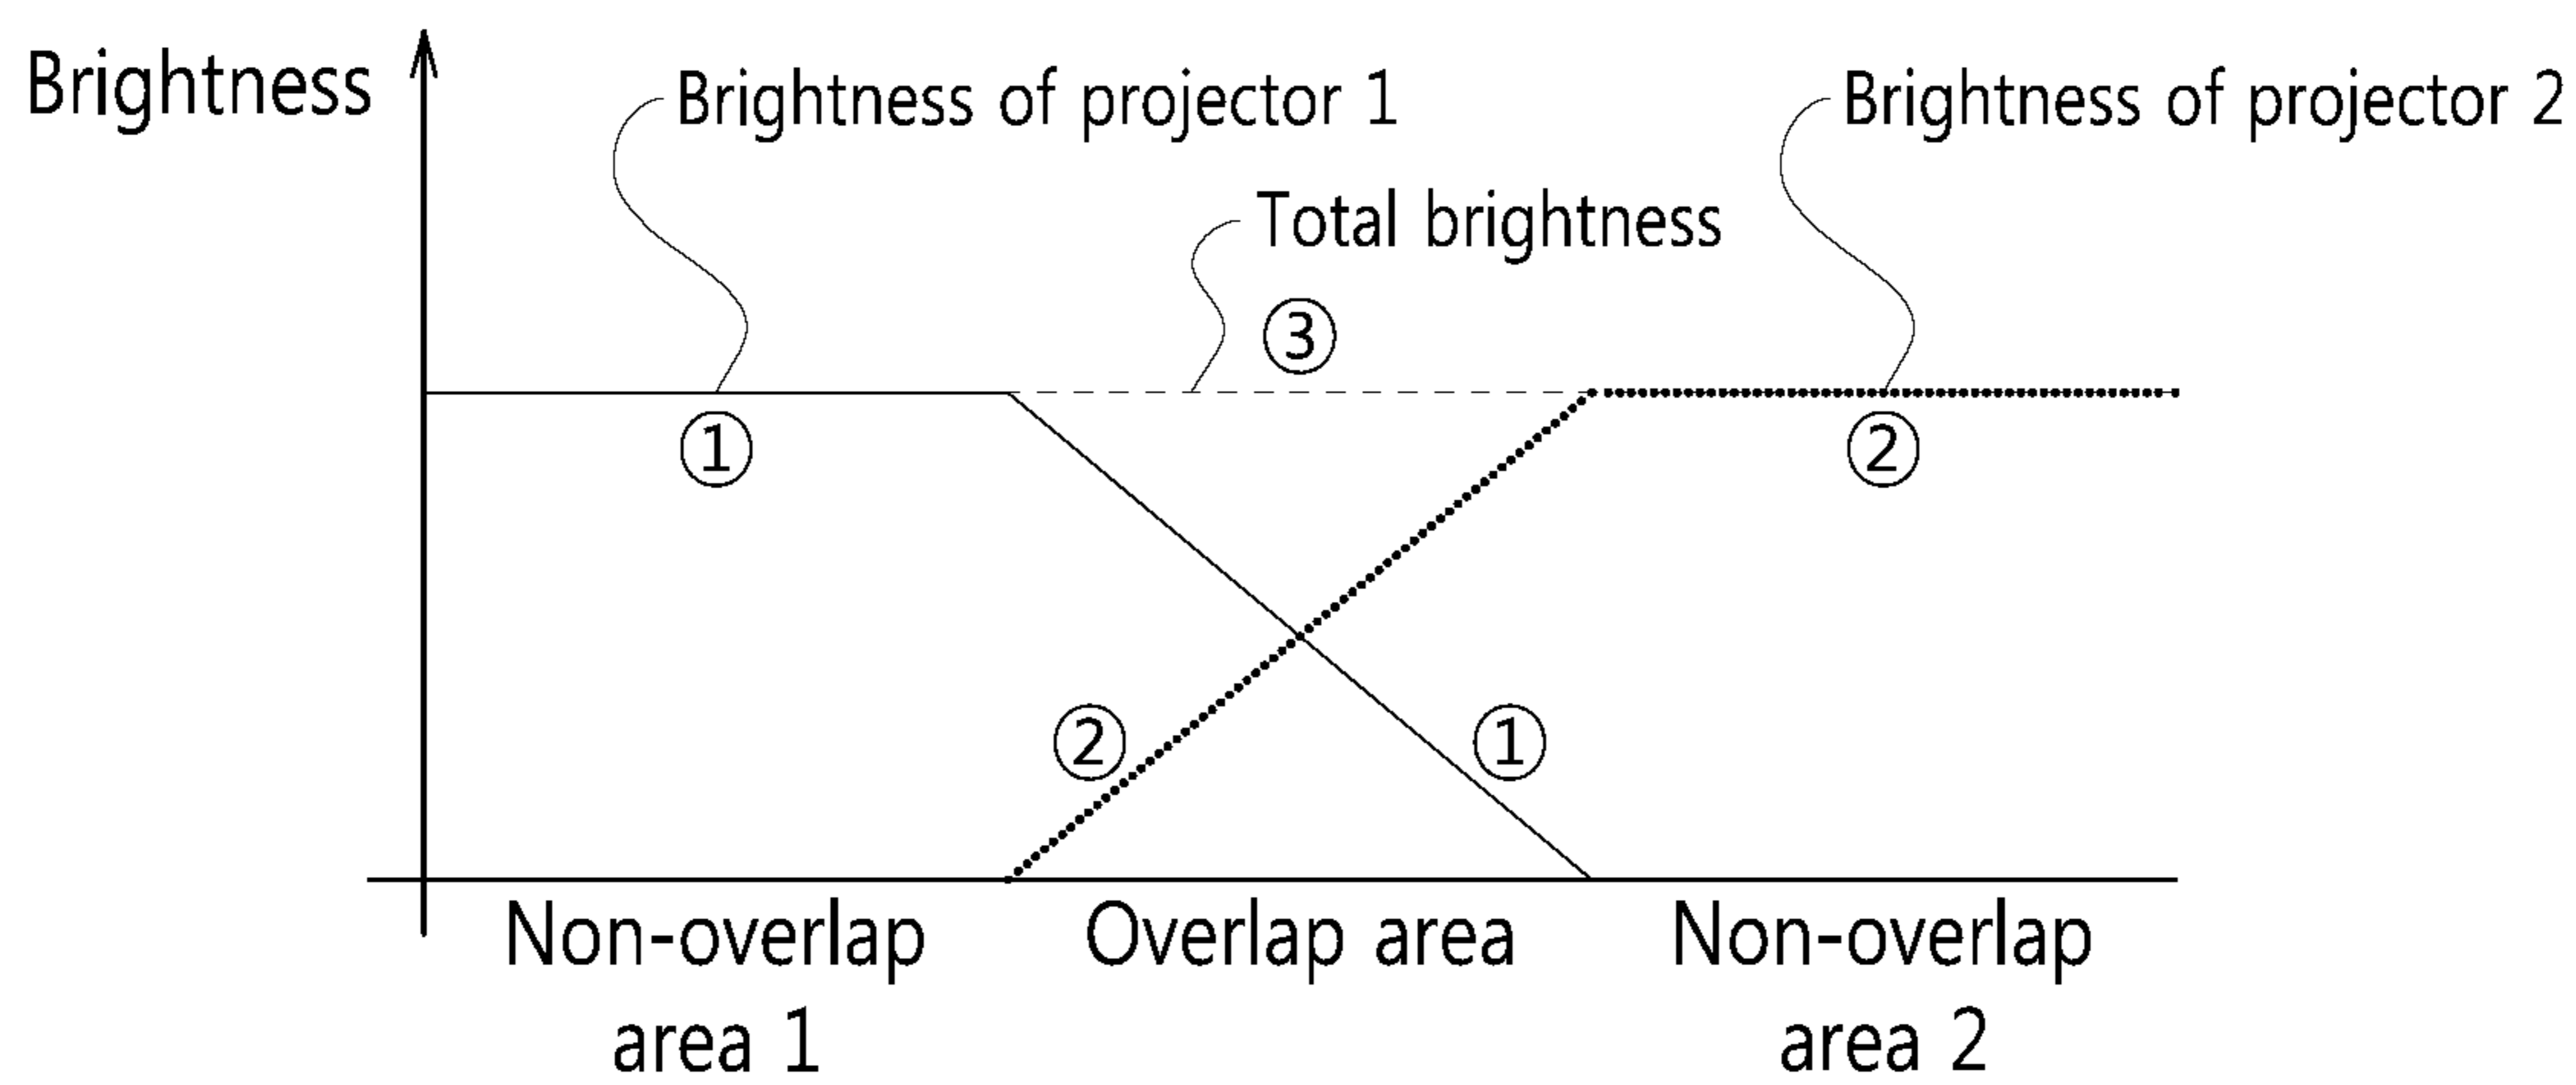 Brightness
Brightness of projector 1
Brightness of projector 2
Total brightness
③
①
②
②
①
Non-overlap
area 1
Overlap area
Non-overlap
area 2